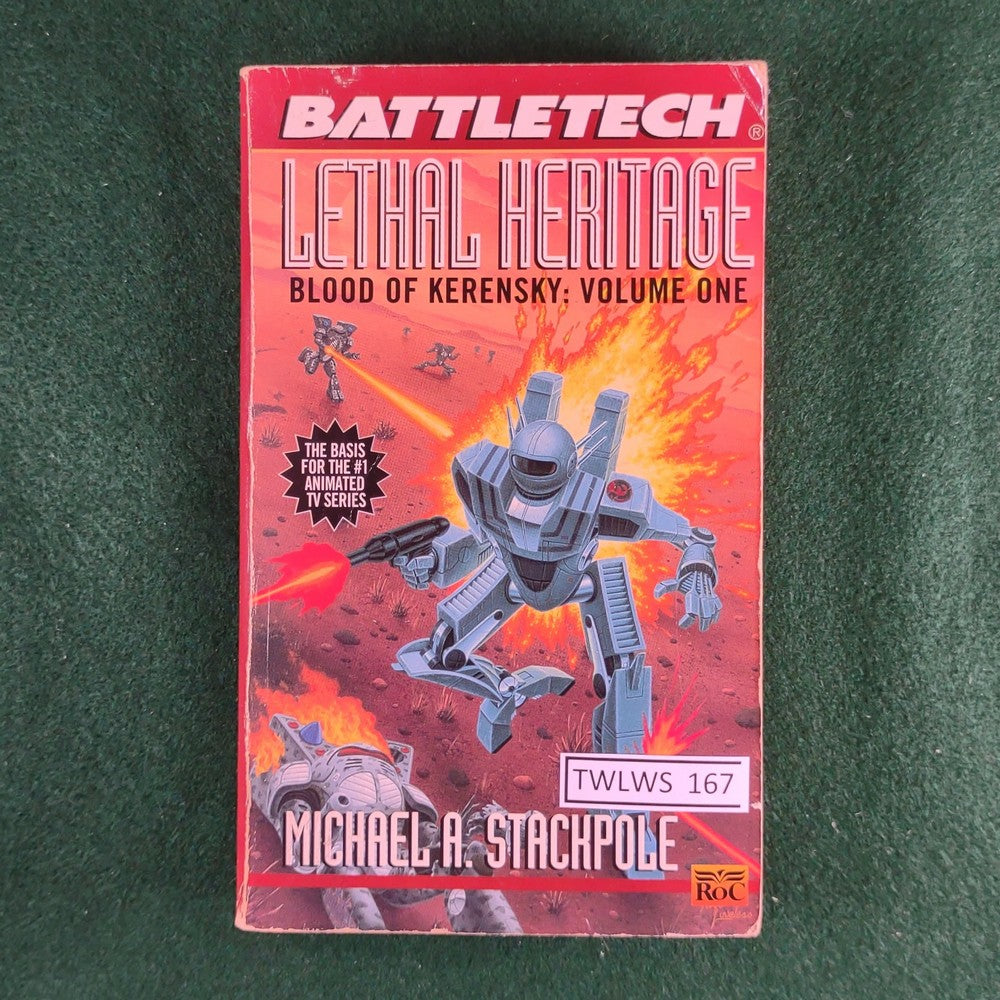 BATTLETECH®
LETHAL HERITAGE
BLOOD OF KERENSKY: VOLUME ONE
THE BASIS
FOR THE #1
ANIMATED
TV SERIES
TWLWS 167
MICHAEL A. STACKPOLE
ROC